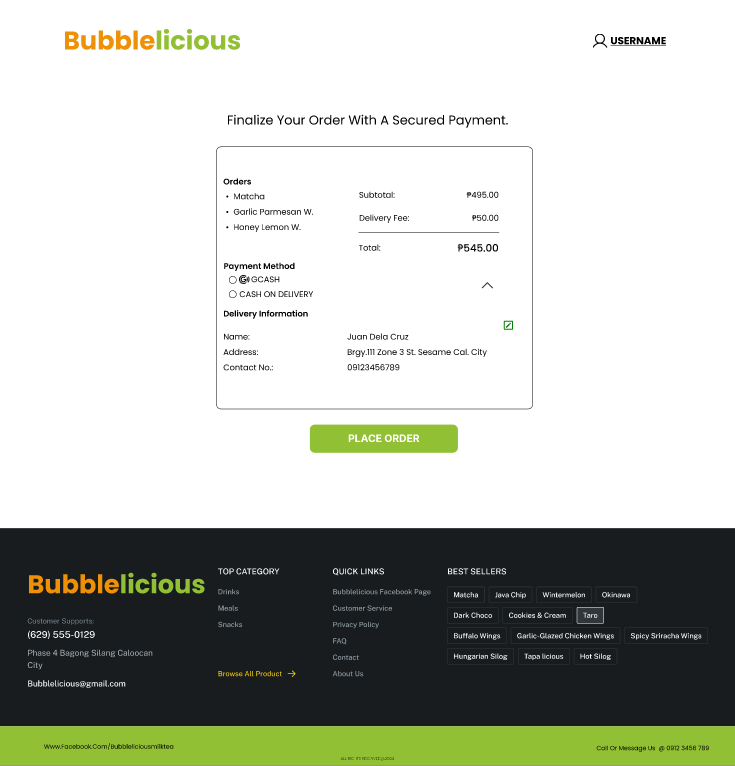 Bubblelicious
USERNAME
Finalize Your Order With A Secured Payment.
Orders
• Matcha
• Garlic Parmesan W.
• Honey Lemon W.
Subtotal: ₱495.00
Delivery Fee: ₱50.00
Total: ₱545.00
Payment Method
GCASH
CASH ON DELIVERY
Delivery Information
Name: Juan Dela Cruz
Address: Brgy.111 Zone 3 St. Sesame Cal. City
Contact No.: 09123456789
PLACE ORDER
Bubblelicious
Customer Supports:
(629) 555-0129
Phase 4 Bagong Silang Caloocan
City
Bubblelicious@gmail.com
TOP CATEGORY
Drinks
Meals
Snacks
Browse All Product →
QUICK LINKS
Bubblelicious Facebook Page
Customer Service
Privacy Policy
FAQ
Contact
About Us
BEST SELLERS
Matcha Java Chip Wintermelon Okinawa
Dark Choco Cookies & Cream Taro
Buffalo Wings Garlic-Glazed Chicken Wings Spicy Sriracha Wings
Hungarian Silog Tapa licious Hot Silog
Www.Facebook.Com/Bubbleliciousmilktea
Call Or Message Us @ 0912 3456 789